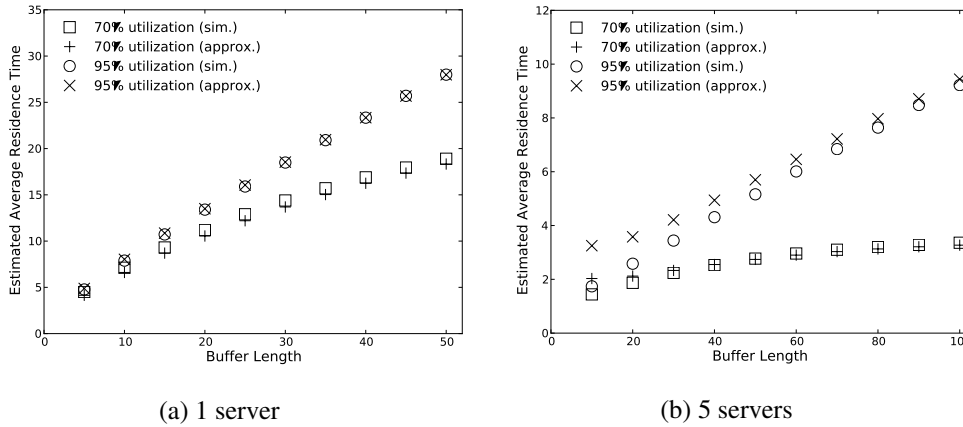 35
30
25
20
15
10
5
0
Estimated Average Residence Time
70% utilization (sim.)
70% utilization (approx.)
95% utilization (sim.)
95% utilization (approx.)
0 10 20 30 40 50
Buffer Length
(a) 1 server
12
10
8
6
4
2
0
Estimated Average Residence Time
70% utilization (sim.)
70% utilization (approx.)
95% utilization (sim.)
95% utilization (approx.)
0 20 40 60 80
Buffer Length
(b) 5 servers